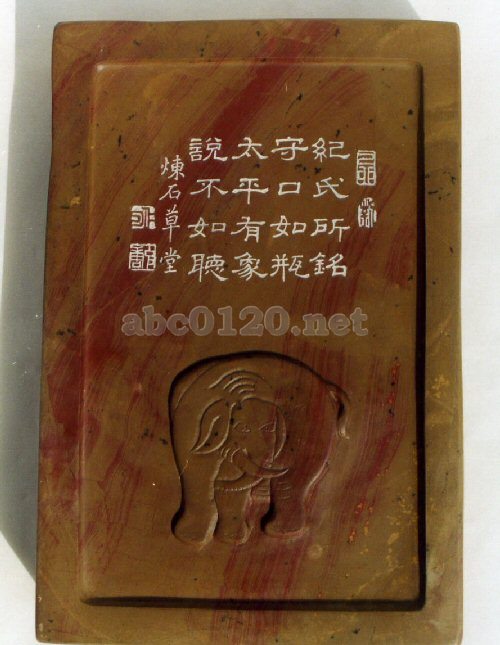 紀氏所銘
守口如瓶
太平有象
說不如聽
煉石草堂
abc0120.net